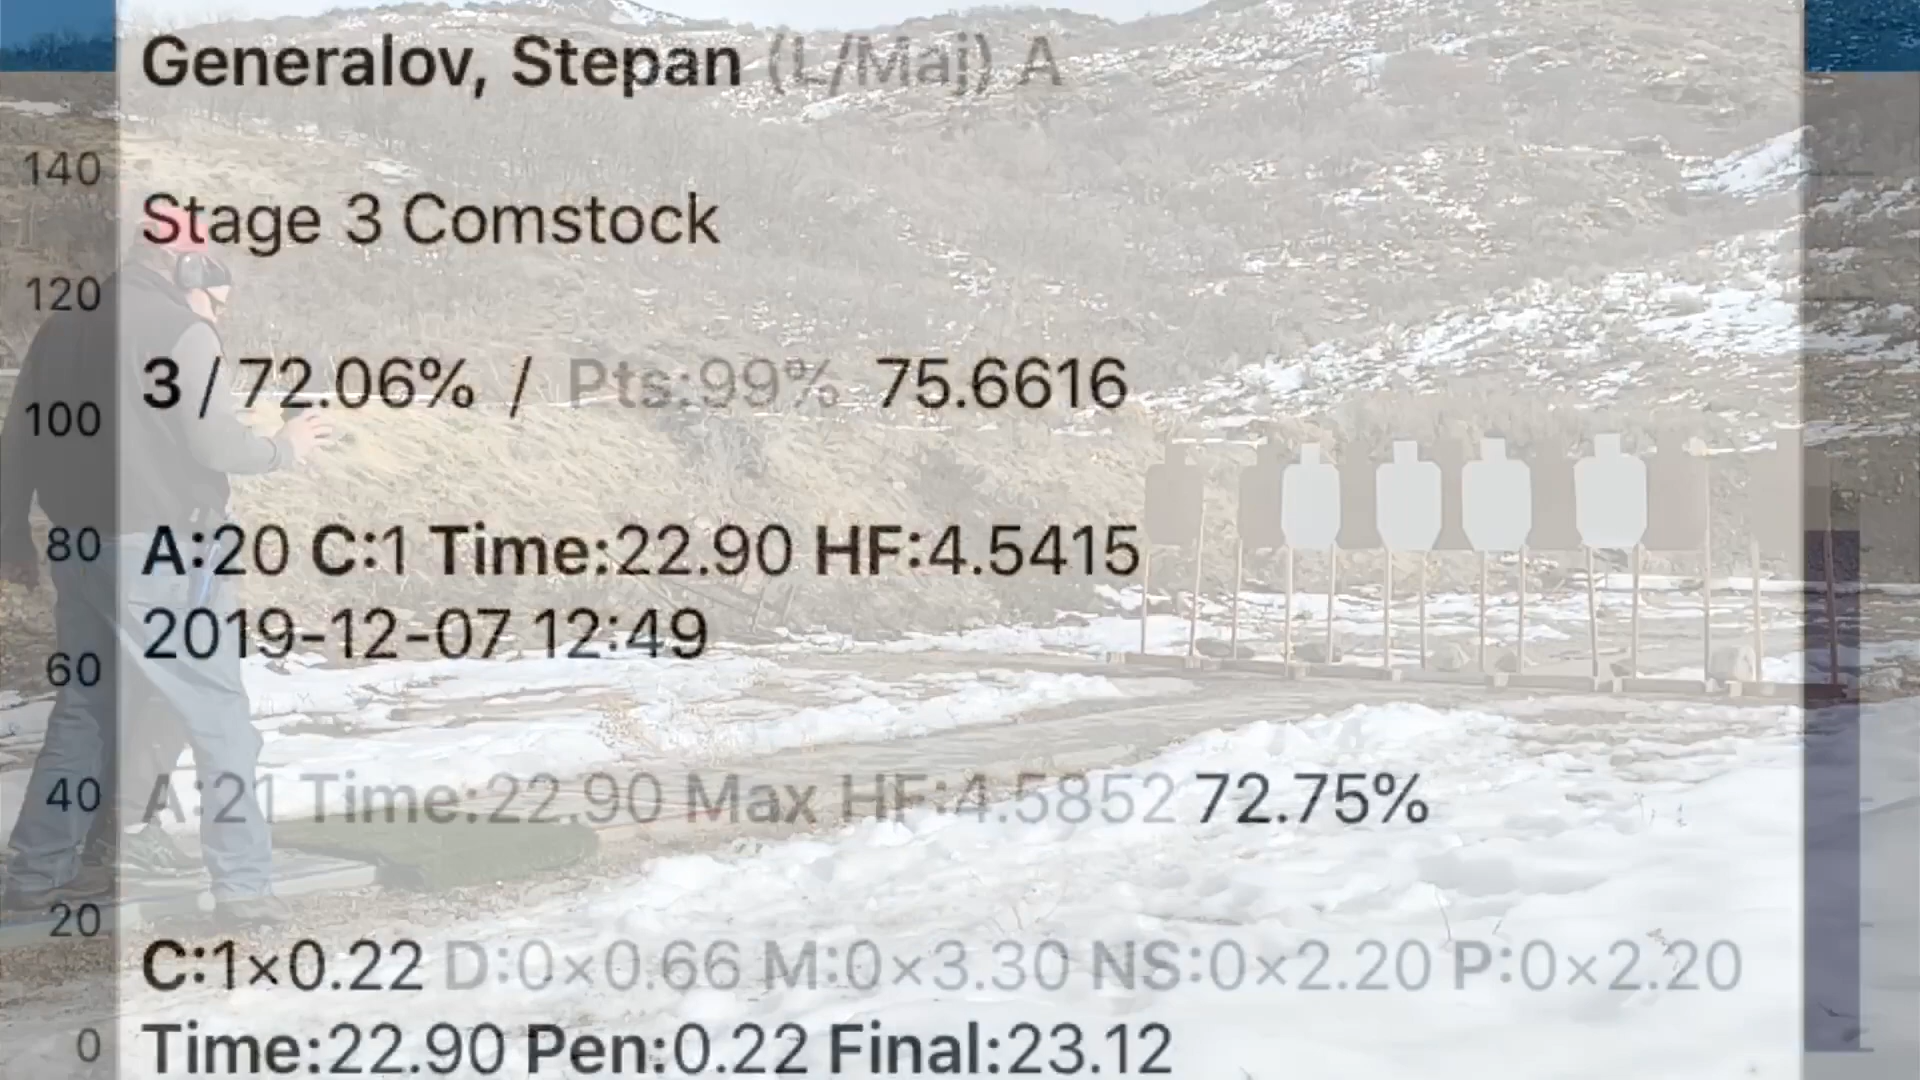 Generalov, Stepan (L/Maj) A
140
Stage 3 Comstock
120
3 / 72.06% / Pts:99% 75.6616
100
A:20 C:1 Time:22.90 HF:4.5415
80
2019-12-07 12:49
60
A:21 Time:22.90 Max HF:4.5852 72.75%
40
20
C:1×0.22 D:0×0.66 M:0×3.30 NS:0×2.20 P:0×2.20
0
Time:22.90 Pen:0.22 Final:23.12